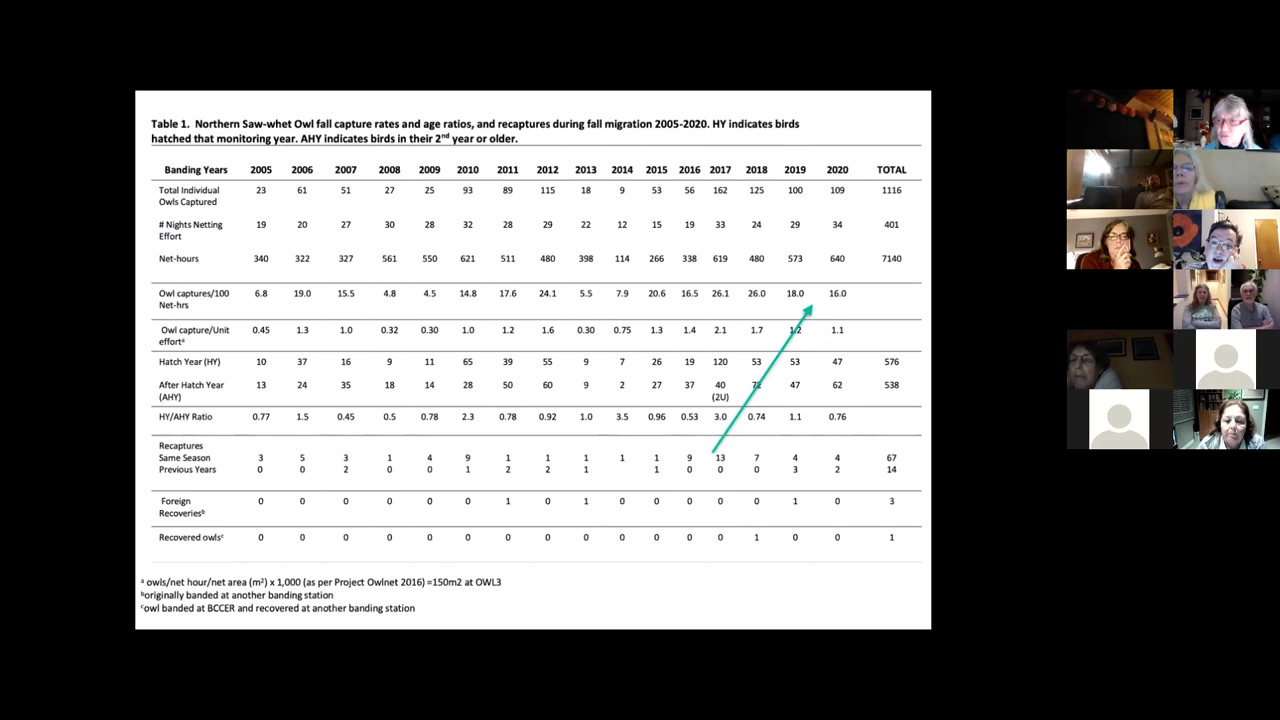 Table 1. Northern Saw-whet Owl fall capture rates and age ratios, and recaptures during fall migration 2005-2020. HY indicates birds
hatched that monitoring year. AHY indicates birds in their 2nd year or older.
Banding Years 2005 2006 2007 2008 2009 2010 2011 2012 2013 2014 2015 2016 2017 2018 2019 2020 TOTAL
Total Individual 23 61 51 27 25 93 89 115 18 9 53 56 162 125 100 109 1116
Owls Captured
# Nights Netting 19 20 27 30 28 32 28 29 22 12 15 19 33 24 29 34 401
Effort
Net-hours 340 322 327 561 550 621 511 480 398 114 266 338 619 480 573 640 7140
Owl captures/100 6.8 19.0 15.5 4.8 4.5 14.8 17.6 24.1 5.5 7.9 20.6 16.5 26.1 26.0 18.0 16.0
Net-hrs
Owl capture/Unit 0.45 1.3 1.0 0.32 0.30 1.0 1.2 1.6 0.30 0.75 1.3 1.4 2.1 1.7 1.2 1.1
effortª
Hatch Year (HY) 10 37 16 9 11 65 39 55 9 7 26 19 120 53 53 47 576
After Hatch Year 13 24 35 18 14 28 50 60 9 2 27 37 40 72 47 62 538
(AHY) (2U)
HY/AHY Ratio 0.77 1.5 0.45 0.5 0.78 2.3 0.78 0.92 1.0 3.5 0.96 0.53 3.0 0.74 1.1 0.76
Recaptures
Same Season 3 5 3 1 4 9 1 1 1 1 1 9 13 7 4 4 67
Previous Years 0 0 2 0 0 1 2 2 1 1 0 0 0 3 2 14
Foreign 0 0 0 0 0 0 1 0 1 0 0 0 0 0 1 0 3
Recoveriesᵇ
Recovered owlsᶜ 0 0 0 0 0 0 0 0 0 0 0 0 0 1 0 0 1
ª owls/net hour/net area (m²) x 1,000 (as per Project Owlnet 2016) =150m2 at OWL3
ᵇoriginally banded at another banding station
ᶜowl banded at BCCER and recovered at another banding station